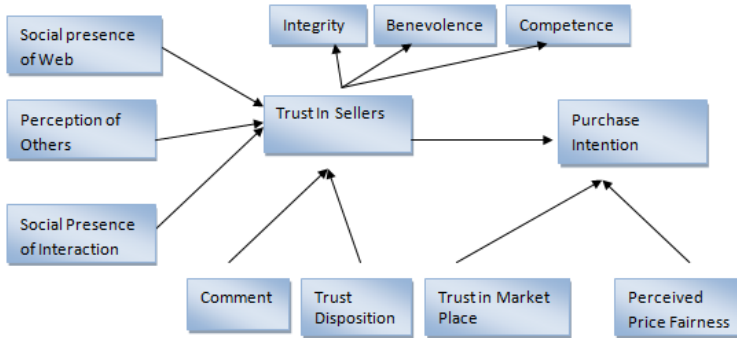 Integrity
Benevolence
Competence
Social presence
of Web
Perception of
Others
Social Presence
of Interaction
Trust In Sellers
Purchase
Intention
Comment
Trust
Disposition
Trust in Market
Place
Perceived
Price Fairness